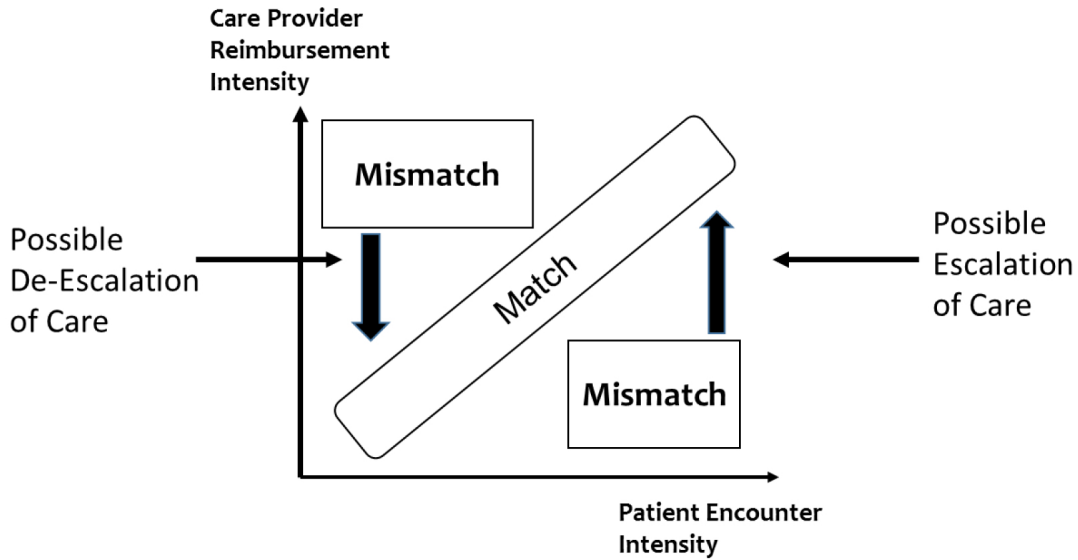 Care Provider
Reimbursement
Intensity
Mismatch
Possible
De-Escalation
of Care
Match
Possible
Escalation
of Care
Mismatch
Patient Encounter
Intensity